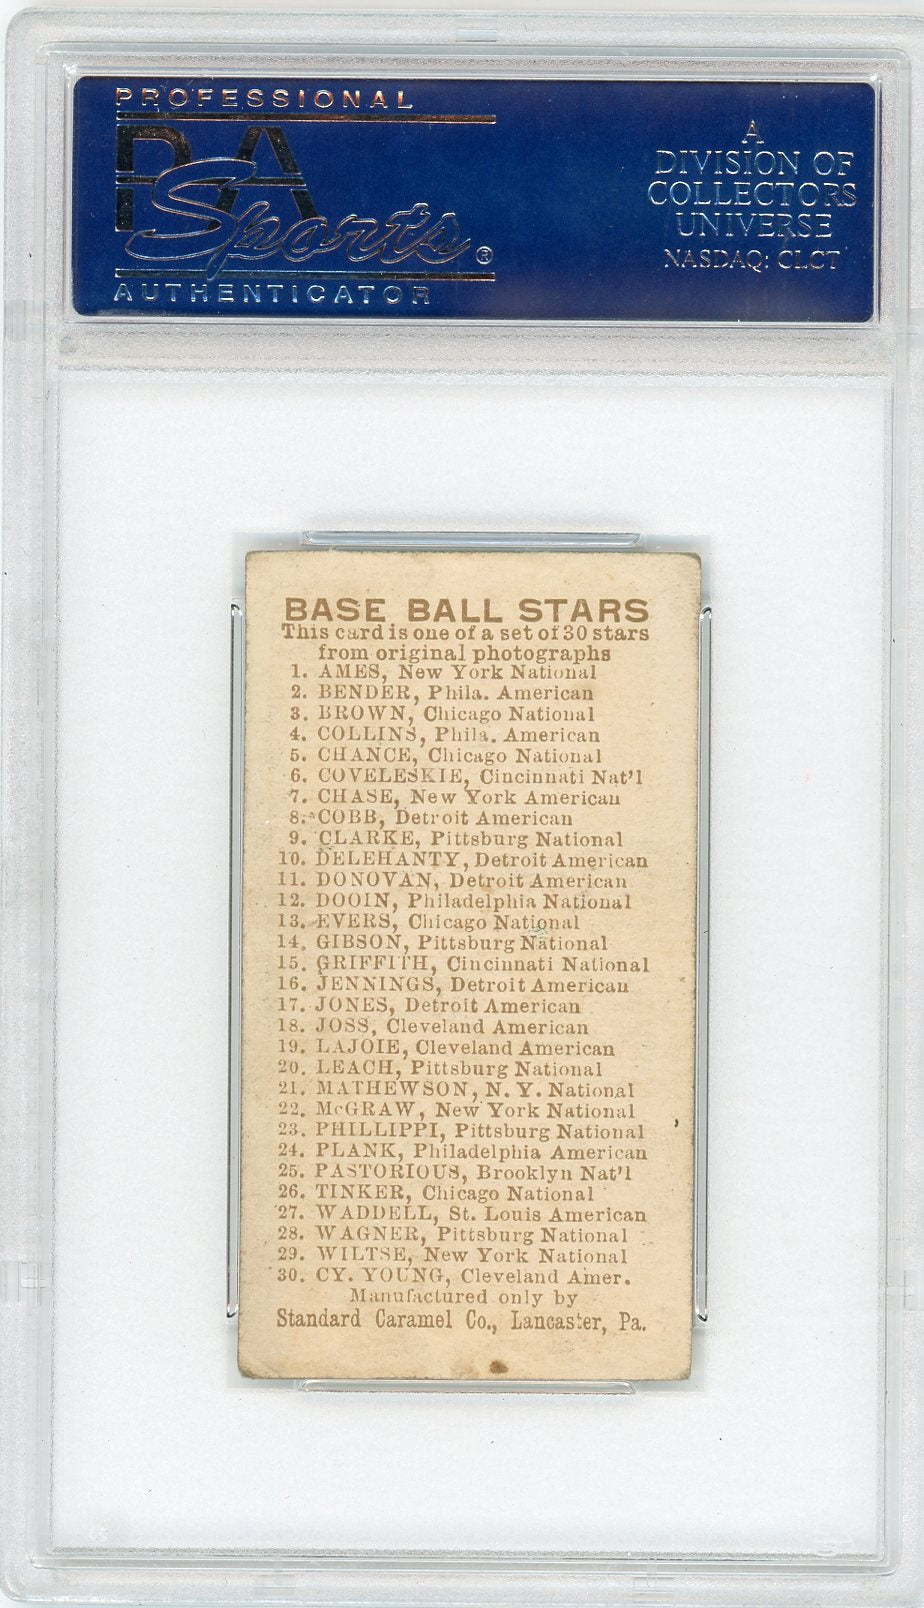 PROFESSIONAL
PSA
Sports®
AUTHENTICATOR
A
DIVISION OF
COLLECTORS
UNIVERSE
NASDAQ: CLCT
BASE BALL STARS
This card is one of a set of 30 stars
from original photographs
1. AMES, New York National
2. BENDER, Phila. American
3. BROWN, Chicago National
4. COLLINS, Phila. American
5. CHANCE, Chicago National
6. COVELESKIE, Cincinnati Nat'l
7. CHASE, New York American
8. COBB, Detroit American
9. CLARKE, Pittsburg National
10. DELEHANTY, Detroit American
11. DONOVAN, Detroit American
12. DOOIN, Philadelphia National
13. EVERS, Chicago National
14. GIBSON, Pittsburg National
15. GRIFFITH, Cincinnati National
16. JENNINGS, Detroit American
17. JONES, Detroit American
18. JOSS, Cleveland American
19. LAJOIE, Cleveland American
20. LEACH, Pittsburg National
21. MATHEWSON, N. Y. National
22. McGRAW, New York National
23. PHILLIPPI, Pittsburg National
24. PLANK, Philadelphia American
25. PASTORIOUS, Brooklyn Nat'l
26. TINKER, Chicago National
27. WADDELL, St. Louis American
28. WAGNER, Pittsburg National
29. WILTSE, New York National
30. CY. YOUNG, Cleveland Amer.
Manufactured only by
Standard Caramel Co., Lancaster, Pa.